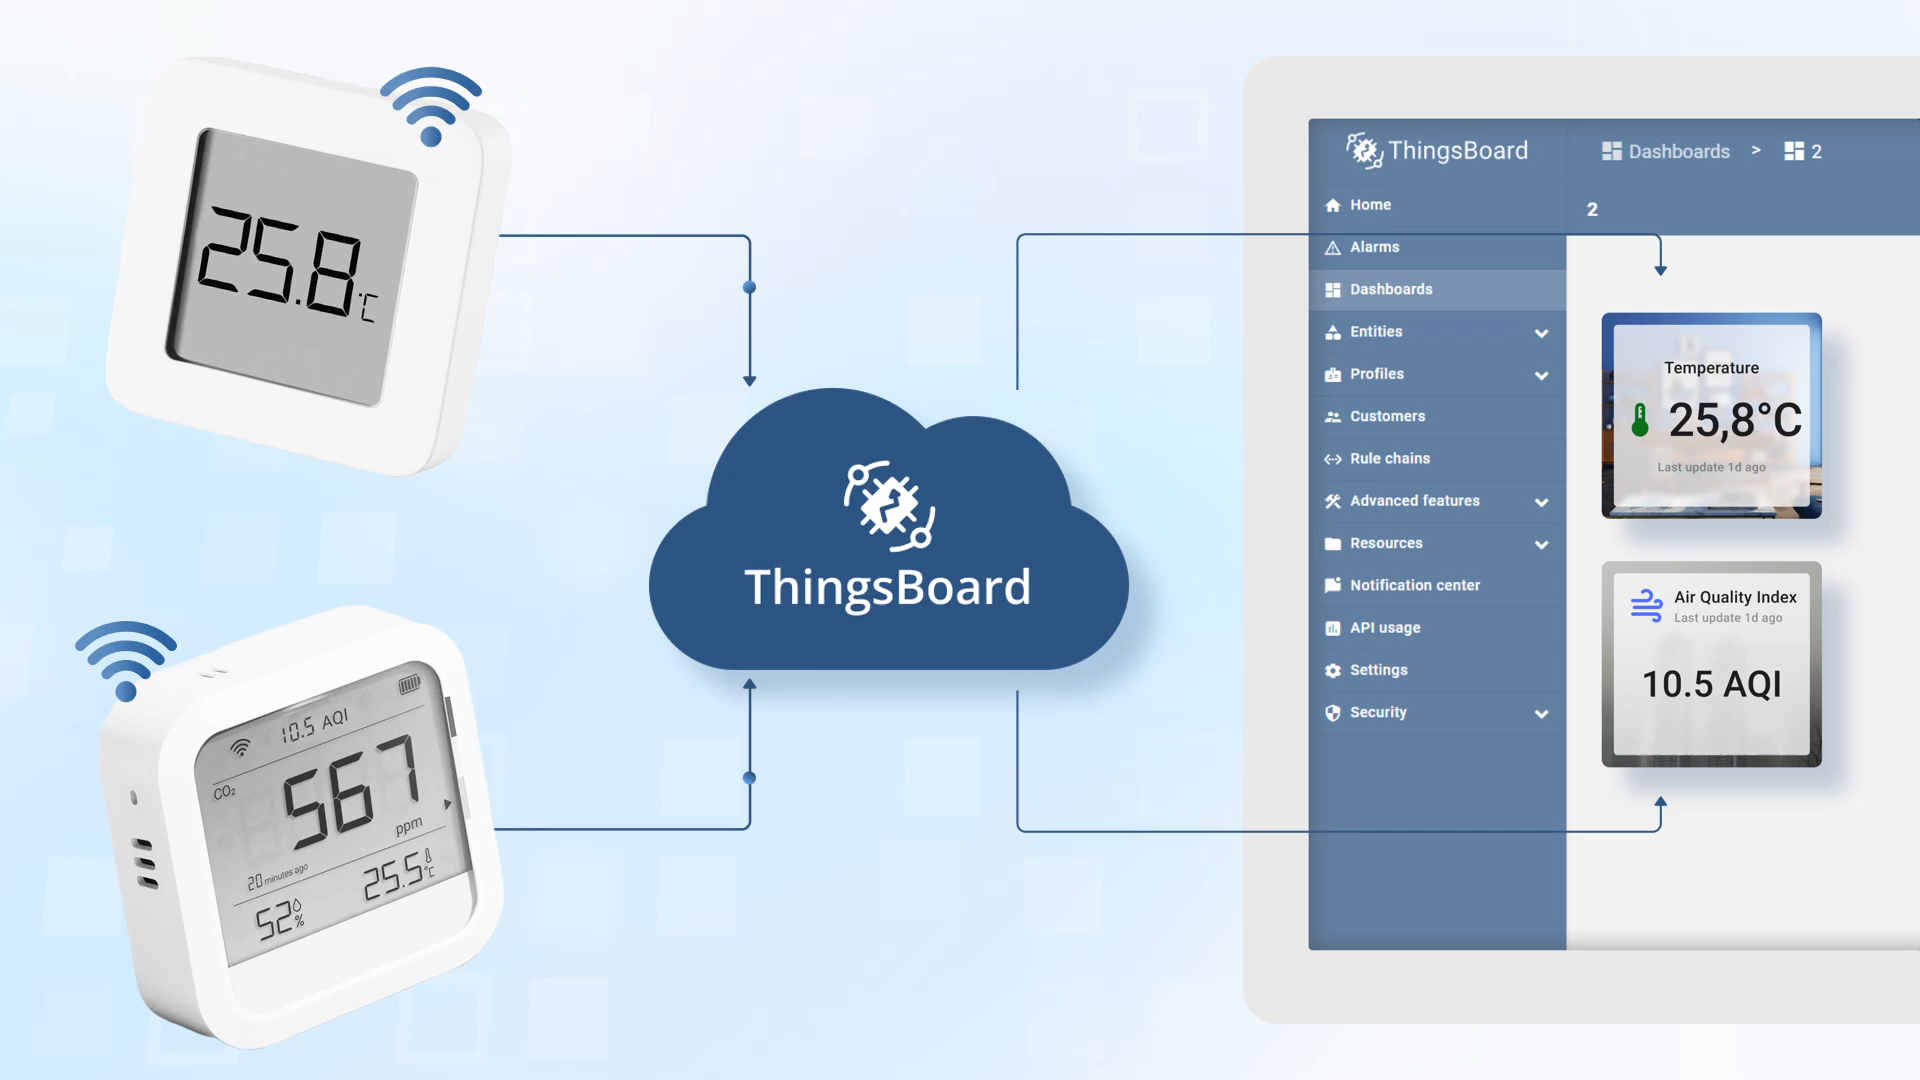 25.8°C
10.5 AQI
CO₂
567
ppm
20 minutes ago
52%
25.5°C
ThingsBoard
ThingsBoard
Dashboards > 2
2
Home
Alarms
Dashboards
Entities
Profiles
Customers
Rule chains
Advanced features
Resources
Notification center
API usage
Settings
Security
Temperature
25,8°C
Last update 1d ago
Air Quality Index
Last update 1d ago
10.5 AQI